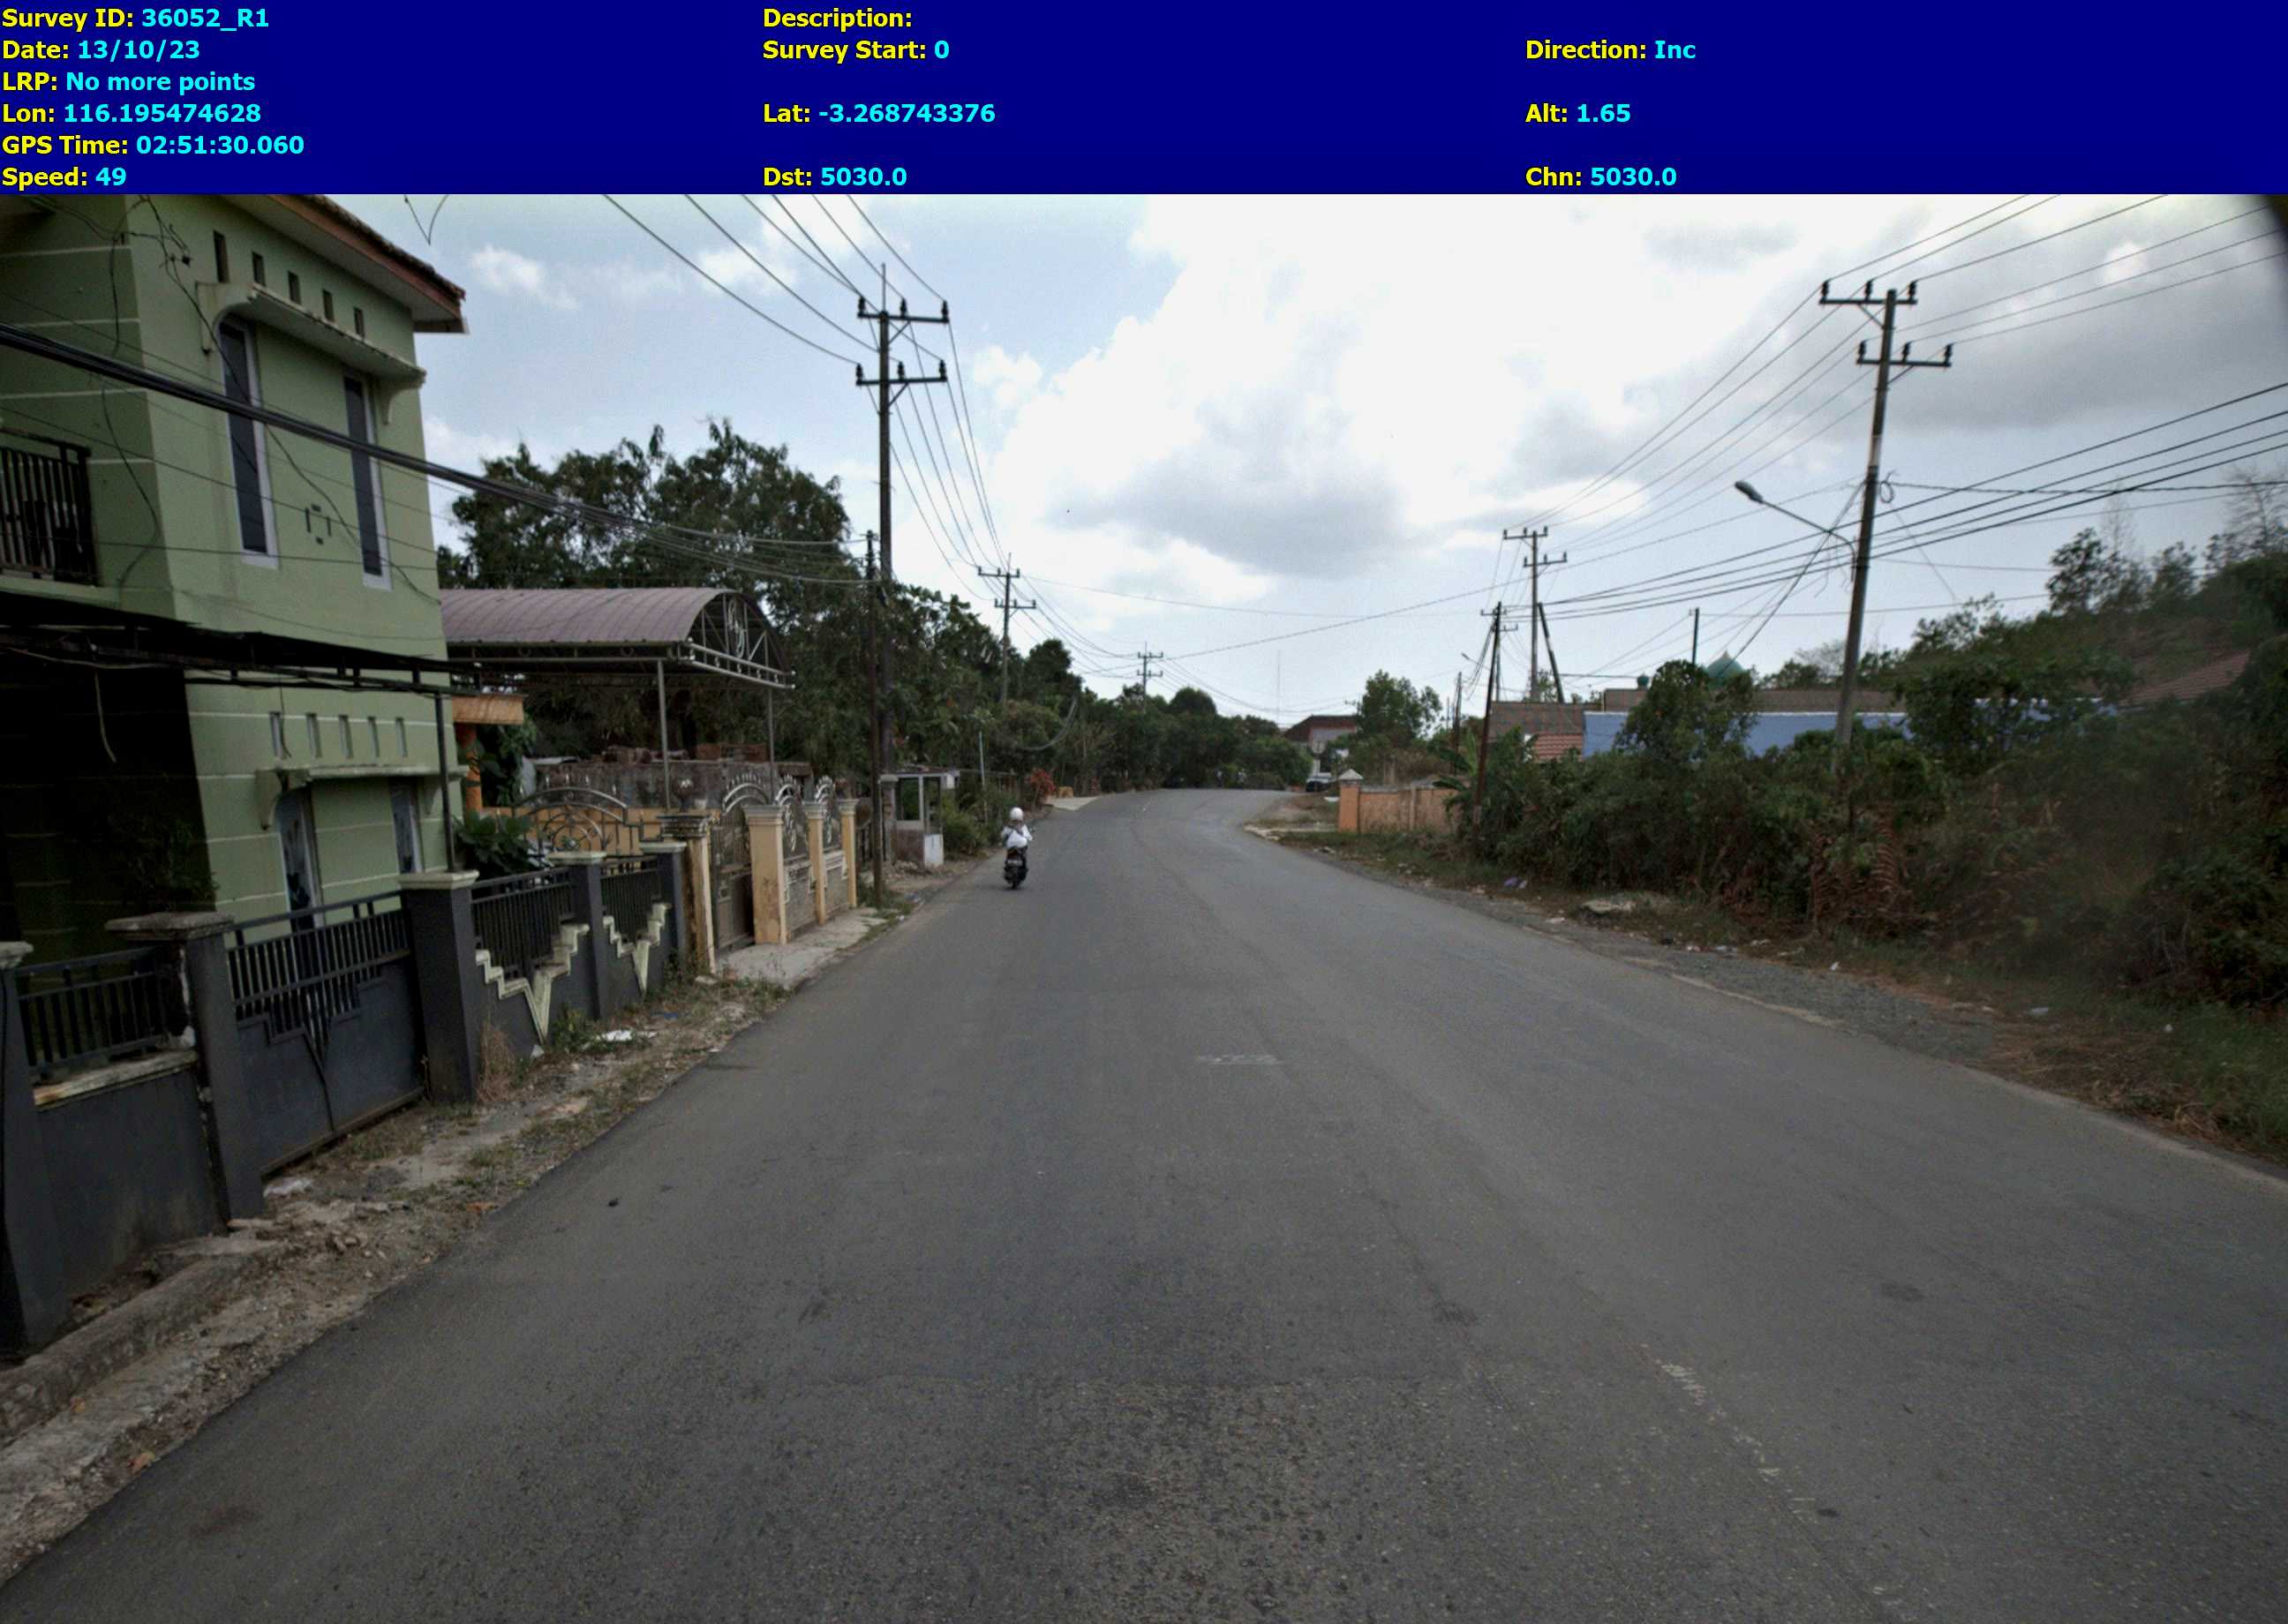 Survey ID: 36052_R1
Description:
Date: 13/10/23
Survey Start: 0
Direction: Inc
LRP: No more points
Lon: 116.195474628
Lat: -3.268743376
Alt: 1.65
GPS Time: 02:51:30.060
Speed: 49
Dst: 5030.0
Chn: 5030.0